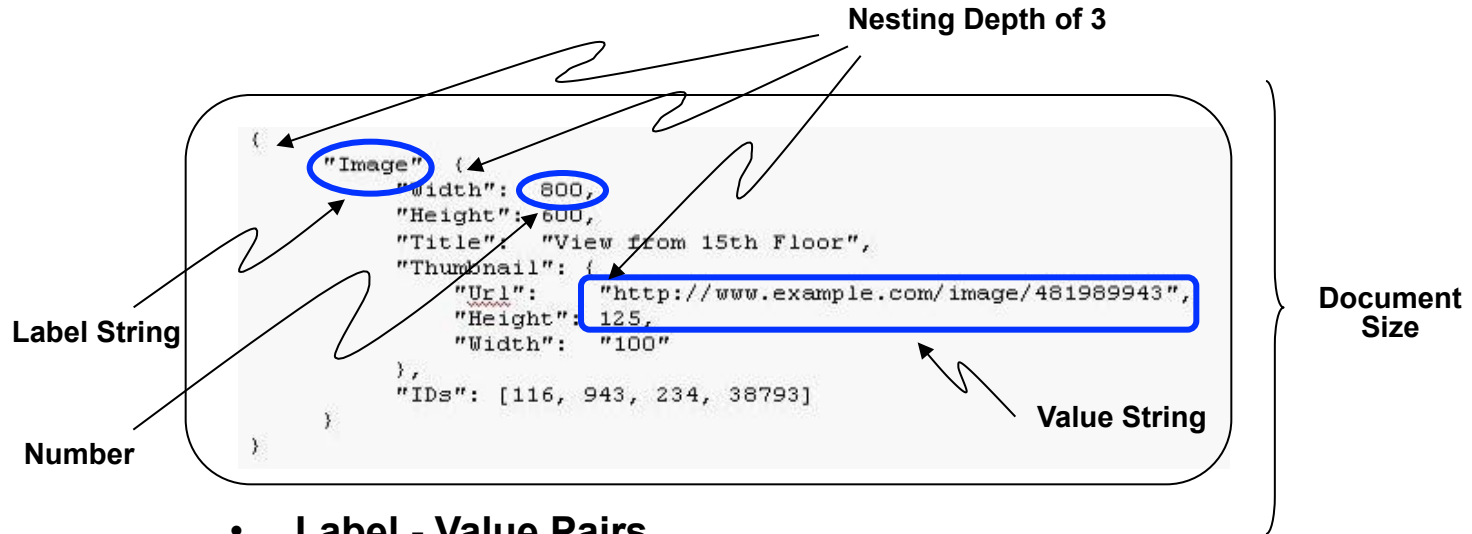 Nesting Depth of 3
{
"Image" {
"Width": 800,
"Height": 600,
"Title": "View from 15th Floor",
"Thumbnail": {
"Url": "http://www.example.com/image/481989943",
"Height": 125,
"Width": "100"
},
"IDs": [116, 943, 234, 38793]
}
}
Label String
Number
Value String
Document
Size
• Label - Value Pairs